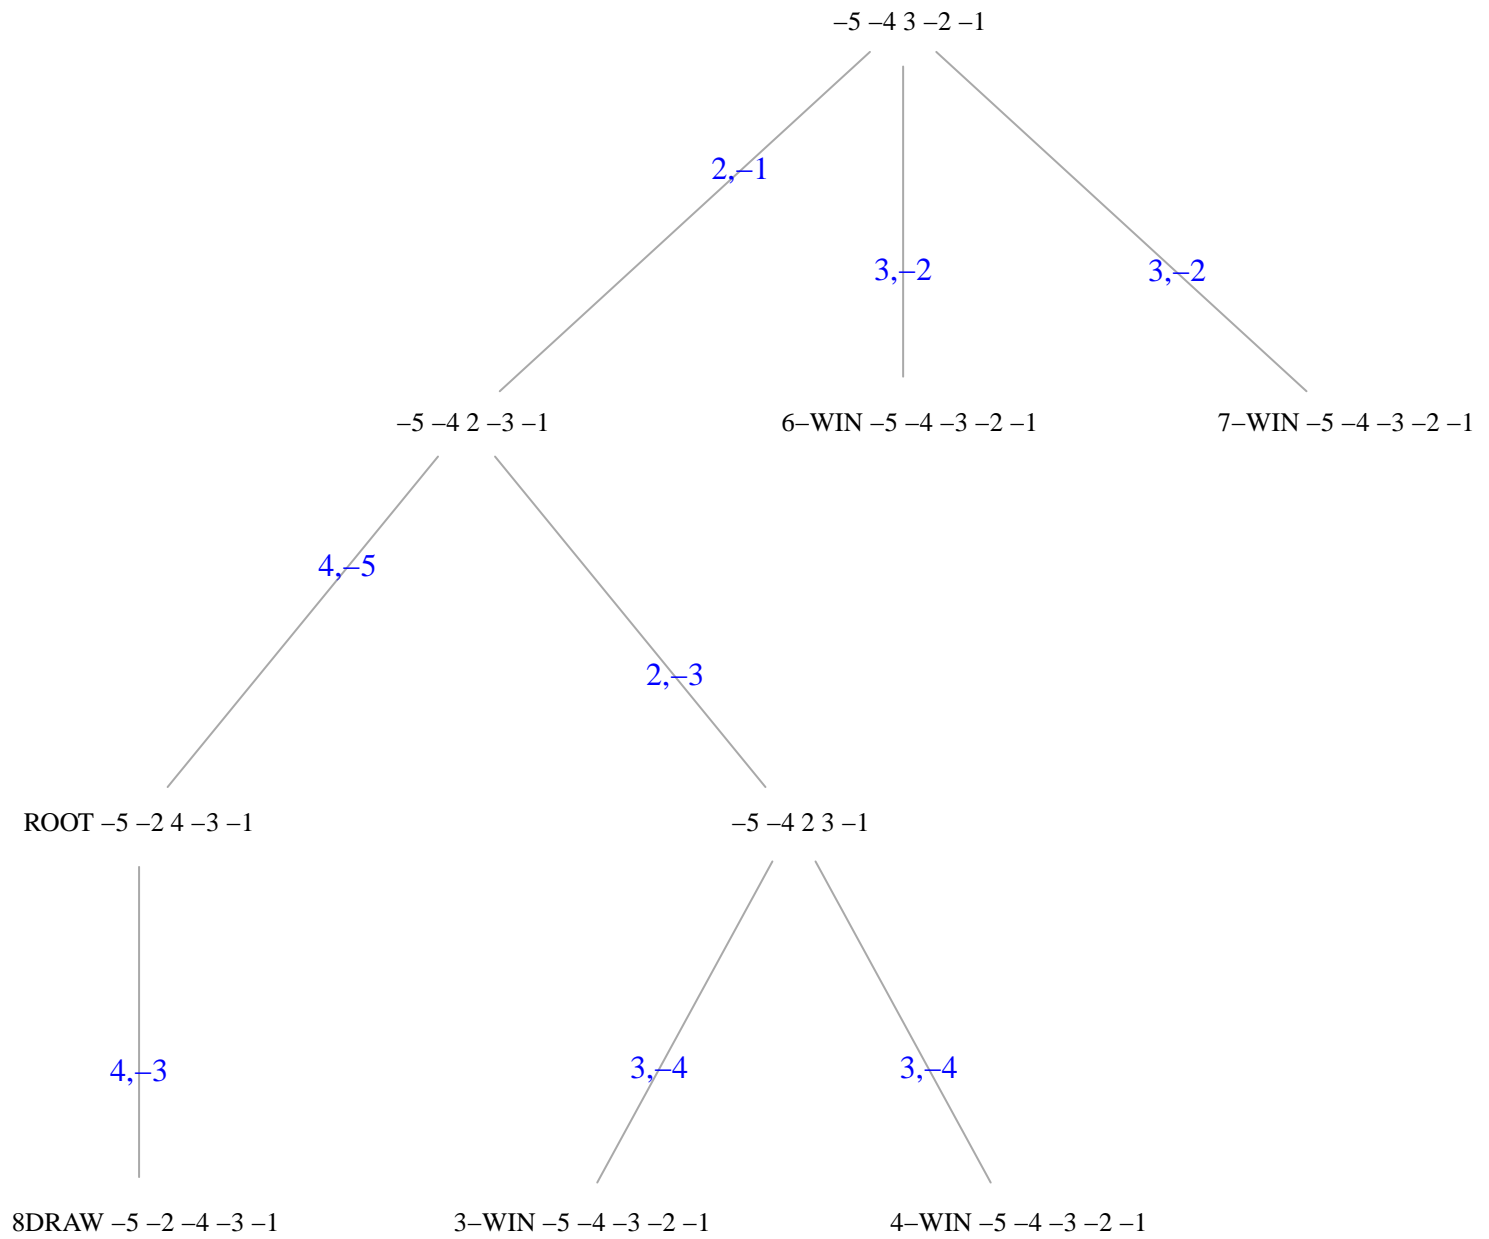 –5 –4 3 –2 –1
2,–1
3,–2
3,–2
–5 –4 2 –3 –1
6–WIN –5 –4 –3 –2 –1
7–WIN –5 –4 –3 –2 –1
4,–5
2,–3
ROOT –5 –2 4 –3 –1
–5 –4 2 3 –1
4,–3
3,–4
3,–4
8DRAW –5 –2 –4 –3 –1
3–WIN –5 –4 –3 –2 –1
4–WIN –5 –4 –3 –2 –1